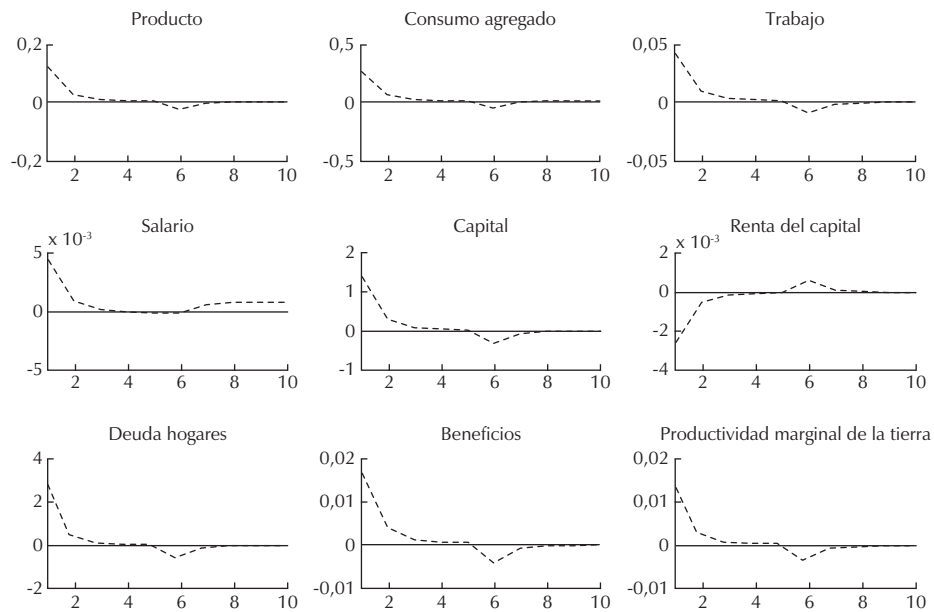 Producto
0,2
0
-0,2
2 4 6 8 10
Consumo agregado
0,5
0
-0,5
2 4 6 8 10
Trabajo
0,05
0
-0,05
2 4 6 8 10
Salario
x 10-3
5
0
-5
2 4 6 8 10
Capital
2
1
0
-1
2 4 6 8 10
Renta del capital
x 10-3
2
0
-2
-4
2 4 6 8 10
Deuda hogares
4
2
0
-2
2 4 6 8 10
Beneficios
0,02
0,01
0
-0,01
2 4 6 8 10
Productividad marginal de la tierra
0,02
0,01
0
-0,01
2 4 6 8 10